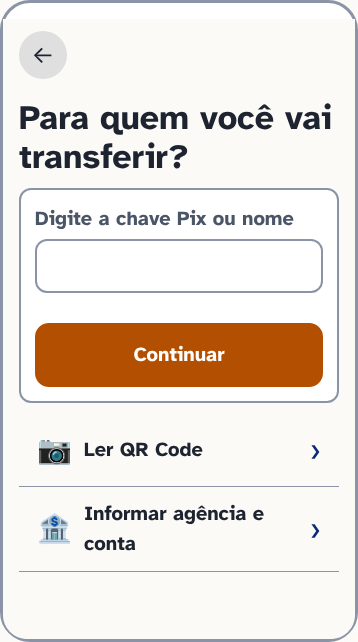 Para quem você vai
transferir?
Digite a chave Pix ou nome
Continuar
Ler QR Code
Informar agência e
conta